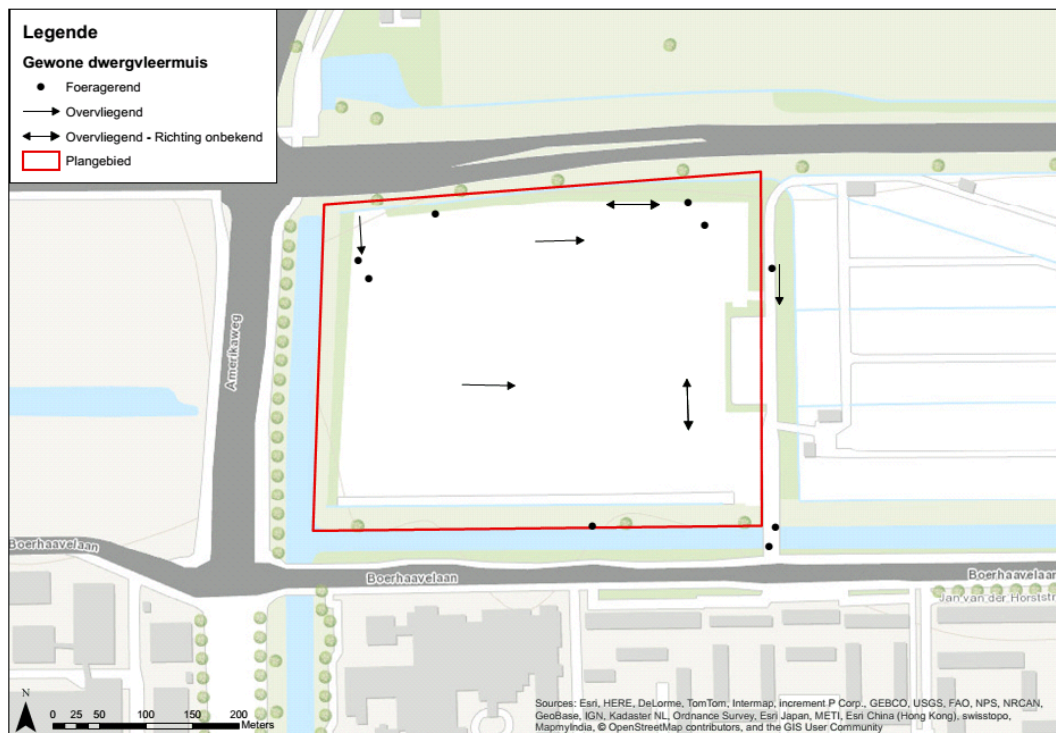 Legende
Gewone dwergvleermuis
Foeragerend
Overvliegend
Overvliegend - Richting onbekend
Plangebied
Amerikaweg
Boerhaavelaan
Boerhaavelaan
Boerhaavelaan
Jan van der Horststr
N
0 25 50 100 150 200
Meters
Sources: Esri, HERE, DeLorme, TomTom, Intermap, increment P Corp., GEBCO, USGS, FAO, NPS, NRCAN,
GeoBase, IGN, Kadaster NL, Ordnance Survey, Esri Japan, METI, Esri China (Hong Kong), swisstopo,
MapmyIndia, © OpenStreetMap contributors, and the GIS User Community